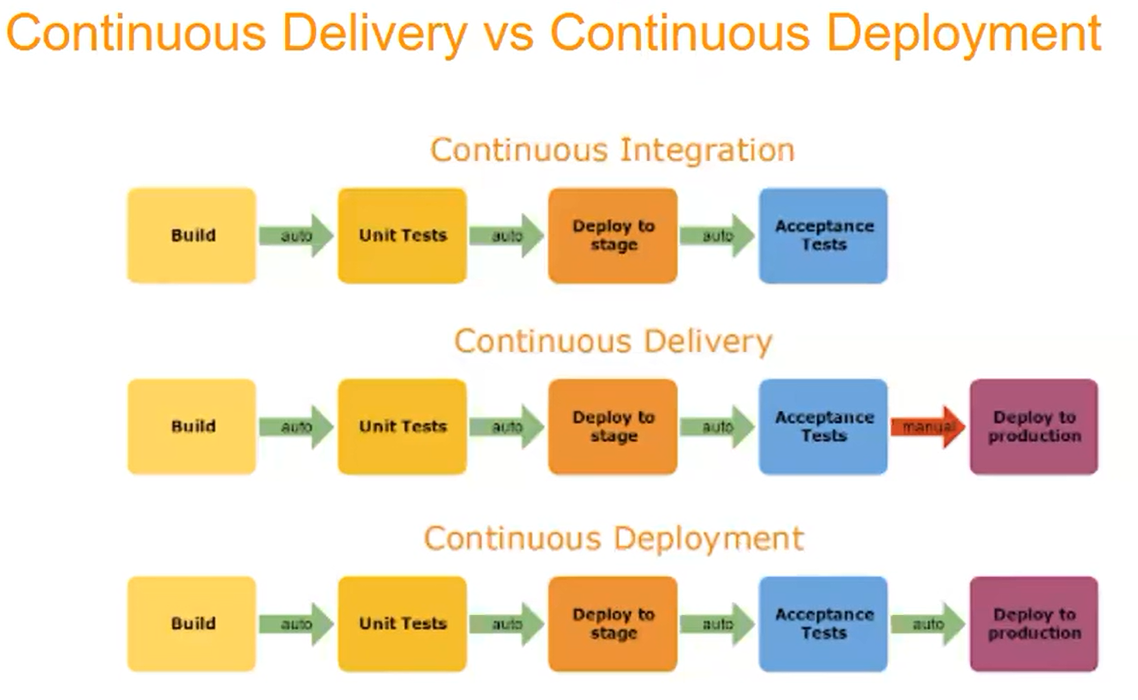 Continuous Delivery vs Continuous Deployment
Continuous Integration
Build
auto
Unit Tests
auto
Deploy to
stage
auto
Acceptance
Tests
Continuous Delivery
Build
auto
Unit Tests
auto
Deploy to
stage
auto
Acceptance
Tests
manual
Deploy to
production
Continuous Deployment
Build
auto
Unit Tests
auto
Deploy to
stage
auto
Acceptance
Tests
auto
Deploy to
production